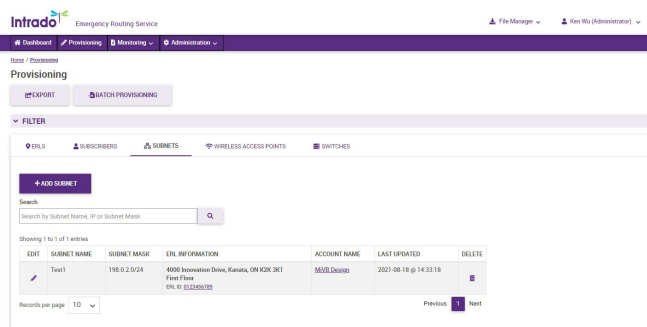 Intrado Emergency Routing Service
File Manager
Ken Wu (Administrator)
Dashboard Provisioning Monitoring Administration
Home / Provisioning
Provisioning
EXPORT BATCH PROVISIONING
FILTER
ERLS SUBSCRIBERS SUBNETS WIRELESS ACCESS POINTS SWITCHES
+ ADD SUBNET
Search
Search by Subnet Name, IP or Subnet Mask
Showing 1 to 1 of 1 entries
EDIT SUBNET NAME SUBNET MASK ERL INFORMATION ACCOUNT NAME LAST UPDATED DELETE
Test1 198.0.2.0/24 4000 Innovation Drive, Kanata, ON K2K 3K1 MiVB Design 2021-08-18 @ 14:33:18
First Floor
ERL ID: 0123456789
Records per page 10 Previous 1 Next